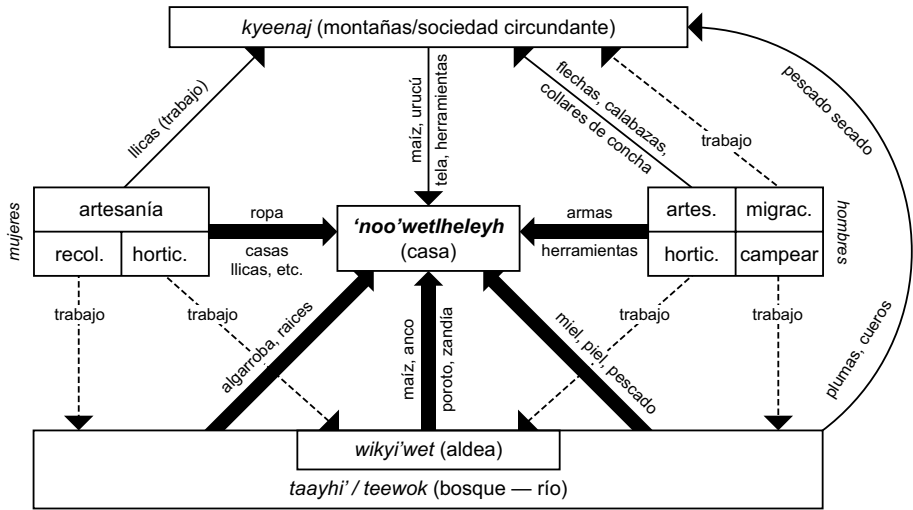 kyeenaj (montañas/sociedad circundante)
llicas (trabajo)
maíz, urucú
tela, herramientas
flechas, calabazas,
collares de concha
trabajo
pescado secado
mujeres
artesanía
recol.
hortic.
ropa
casas
llicas, etc.
'noo'wetlheleyh
(casa)
armas
herramientas
artes.
migrac.
hortic.
campear
hombres
trabajo
trabajo
algarroba, raices
maíz, anco
poroto, zandía
miel, piel, pescado
trabajo
trabajo
plumas, cueros
wikyi'wet (aldea)
taayhi' / teewok (bosque — río)